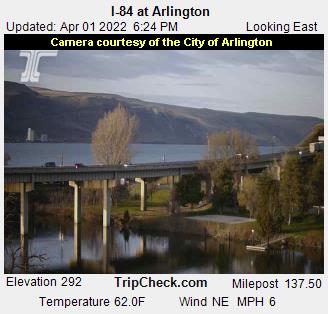 I-84 at Arlington
Updated: Apr 01 2022 6:24 PM Looking East
Camera courtesy of the City of Arlington
Elevation 292 TripCheck.com Milepost 137.50
Temperature 62.0F Wind NE MPH 6